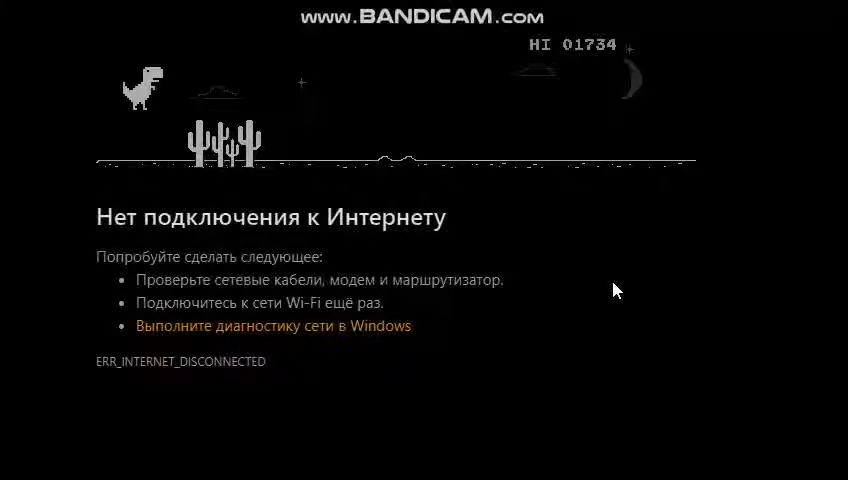 www.BANDICAM.com
HI 01734
Нет подключения к Интернету
Попробуйте сделать следующее:
Проверьте сетевые кабели, модем и маршрутизатор.
Подключитесь к сети Wi-Fi ещё раз.
Выполните диагностику сети в Windows
ERR_INTERNET_DISCONNECTED